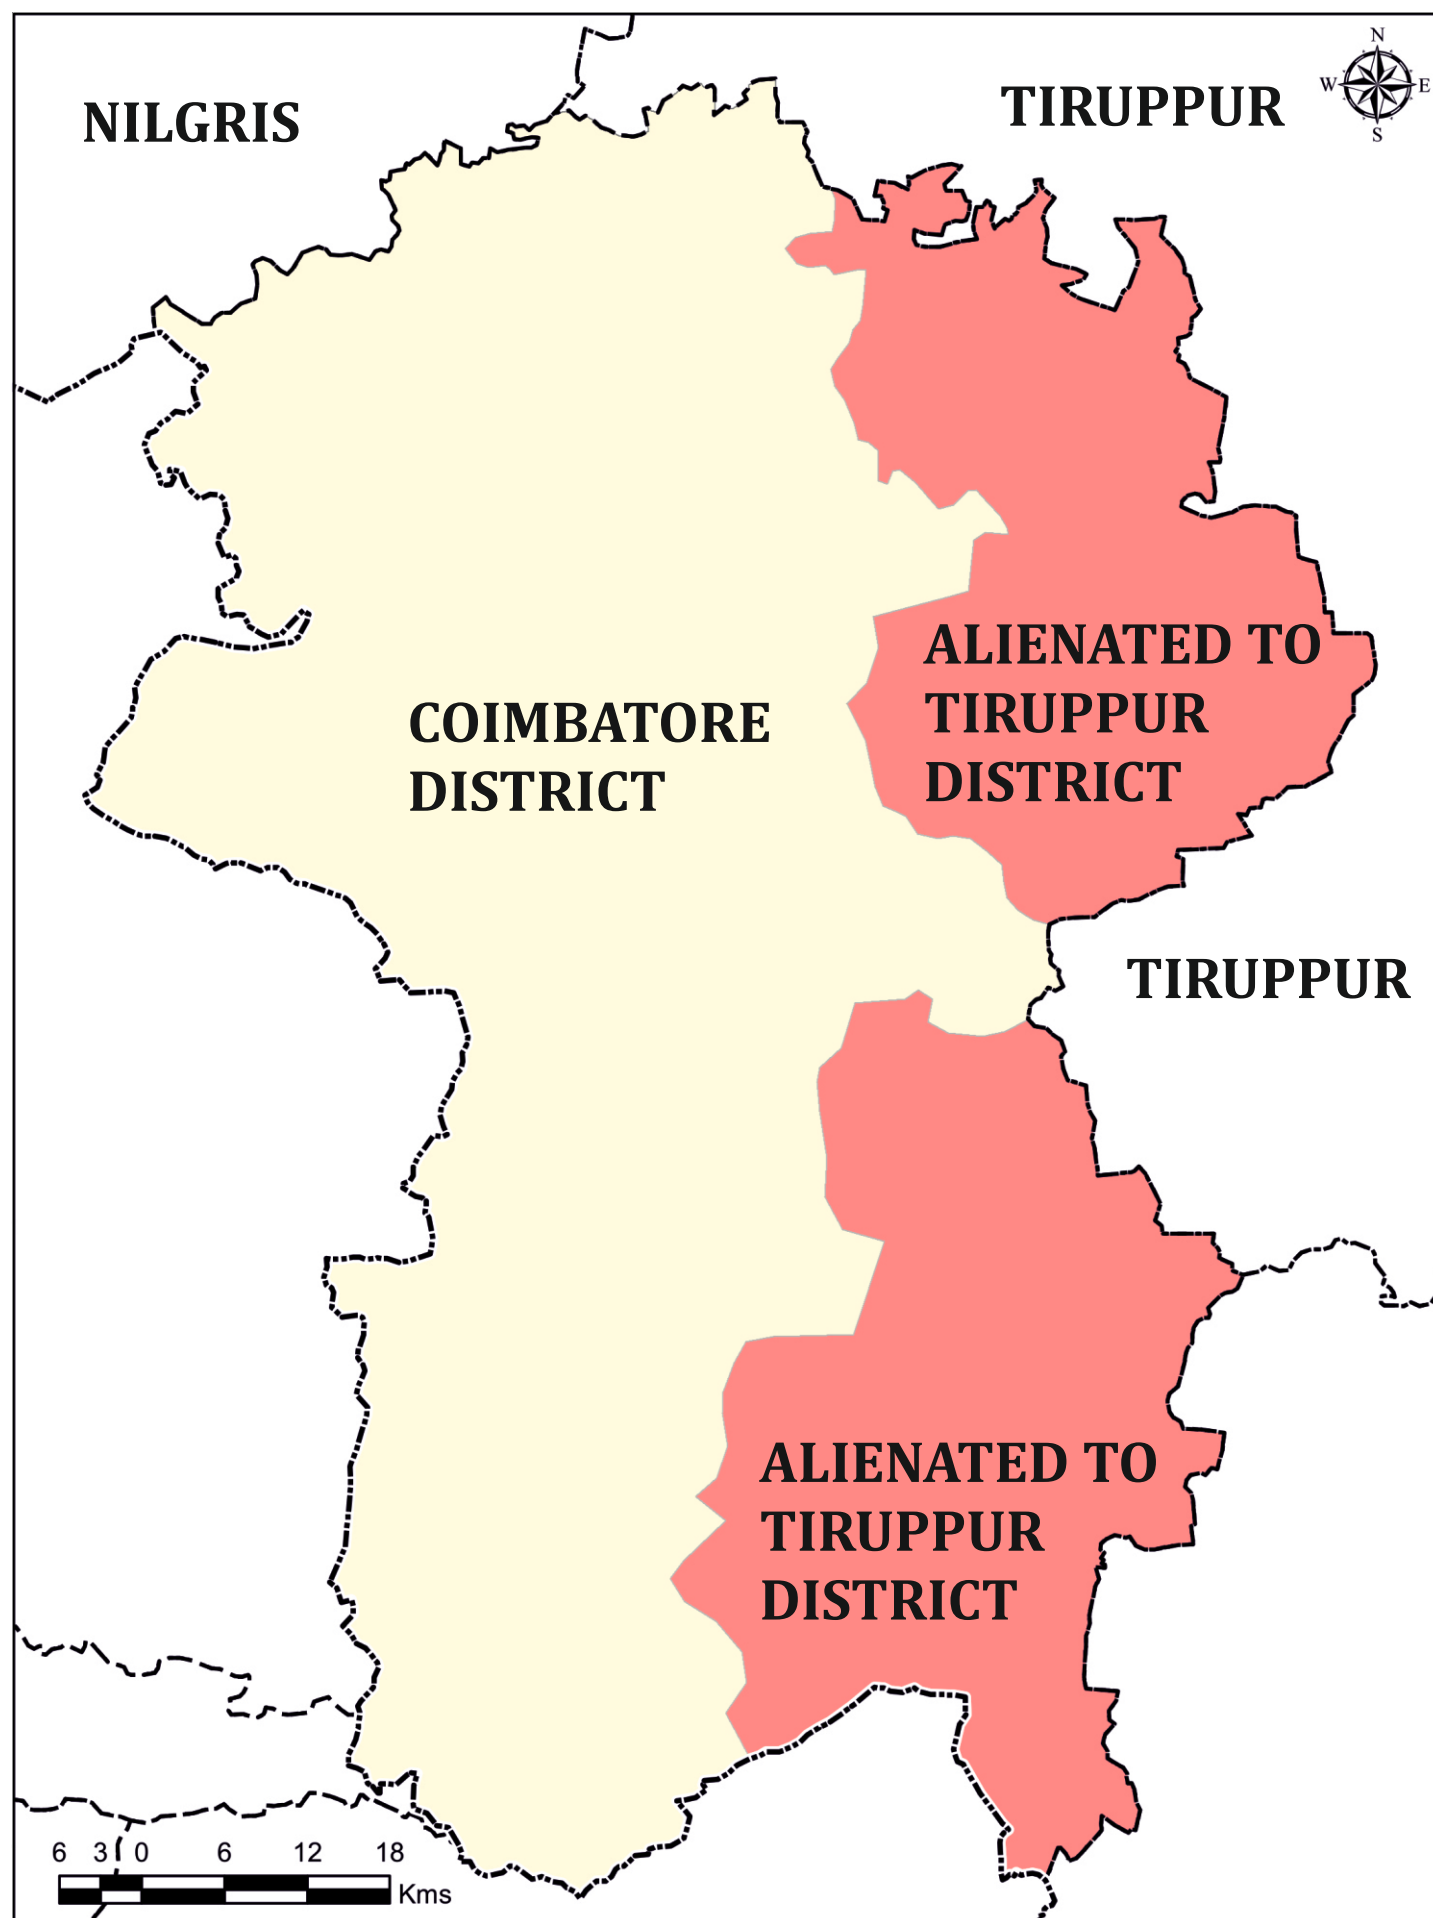 N
NILGRIS
TIRUPPUR
W
E
S
ALIENATED TO
TIRUPPUR
DISTRICT
COIMBATORE
DISTRICT
TIRUPPUR
ALIENATED TO
TIRUPPUR
DISTRICT
6 3 0 6 12 18
Kms